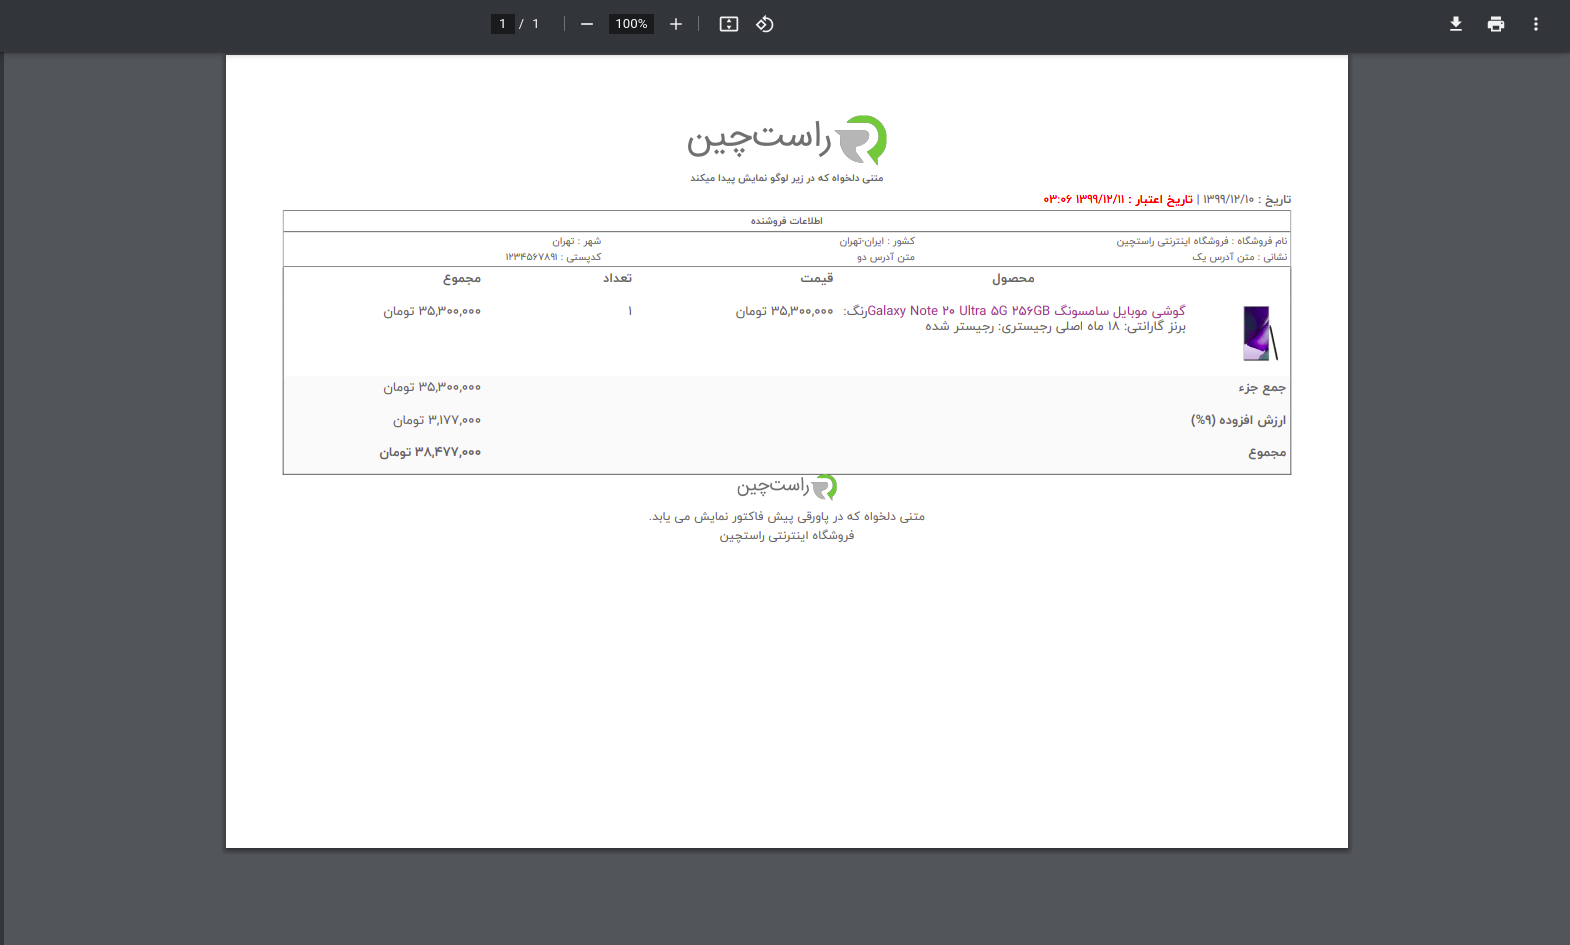 1 / 1
100%
راست‌چین
متنی دلخواه که در زیر لوگو نمایش پیدا میکند
تاریخ : ۱۳۹۹/۱۲/۱۰ | تاریخ اعتبار : ۱۳۹۹/۱۲/۱۱ ۰۳:۰۶
اطلاعات فروشنده
نام فروشگاه : فروشگاه اینترنتی راستچین کشور : ایران-تهران شهر : تهران
نشانی : متن آدرس یک متن آدرس دو کدپستی : ۱۲۳۴۵۶۷۸۹۱
محصول قیمت تعداد مجموع
گوشی موبایل سامسونگ Galaxy Note ۲۰ Ultra ۵G ۲۵۶GBرنگ: ۳۵,۳۰۰,۰۰۰ تومان ۱ ۳۵,۳۰۰,۰۰۰ تومان
برنز گارانتی: ۱۸ ماه اصلی رجیستری: رجیستر شده
جمع جزء ۳۵,۳۰۰,۰۰۰ تومان
ارزش افزوده (۹%) ۳,۱۷۷,۰۰۰ تومان
مجموع ۳۸,۴۷۷,۰۰۰ تومان
راست‌چین
متنی دلخواه که در پاورقی پیش فاکتور نمایش می یابد.
فروشگاه اینترنتی راستچین